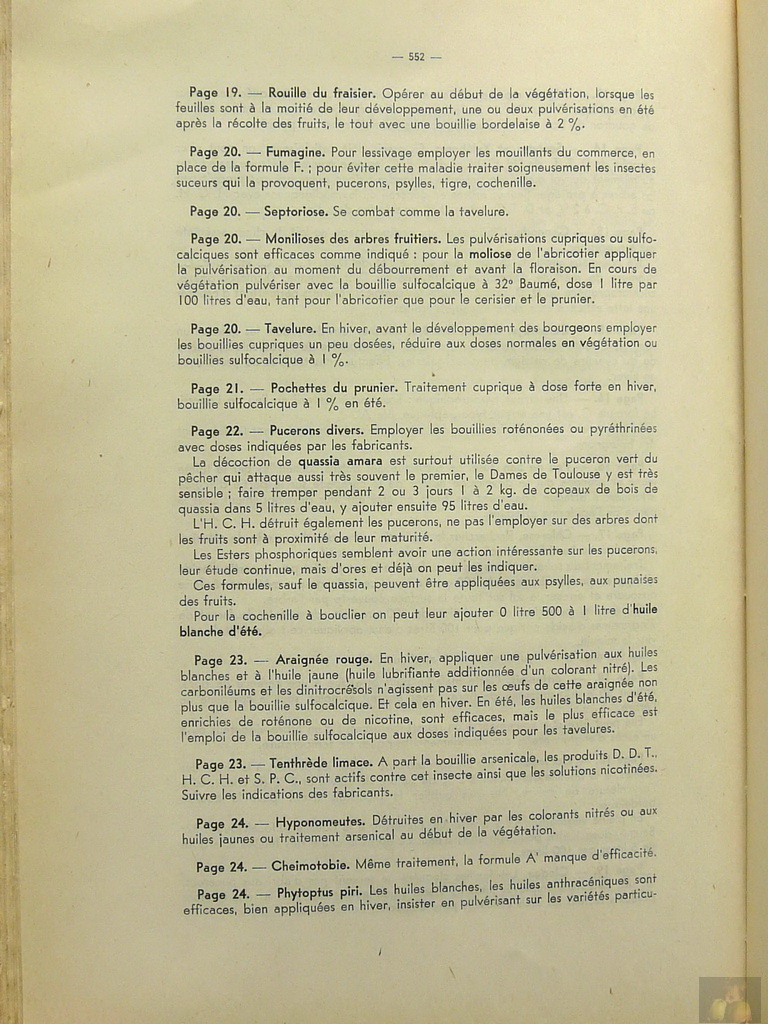 — 552 —
Page 19. — Rouille du fraisier. Opérer au début de la végétation, lorsque les
feuilles sont à la moitié de leur développement, une ou deux pulvérisations en été
après la récolte des fruits, le tout avec une bouillie bordelaise à 2 %.
Page 20. — Fumagine. Pour lessivage employer les mouillants du commerce, en
place de la formule F. ; pour éviter cette maladie traiter soigneusement les insectes
suceurs qui la provoquent, pucerons, psylles, tigre, cochenille.
Page 20. — Septoriose. Se combat comme la tavelure.
Page 20. — Monilioses des arbres fruitiers. Les pulvérisations cupriques ou sulfo-
calciques sont efficaces comme indiqué : pour la moliose de l'abricotier appliquer
la pulvérisation au moment du débourrement et avant la floraison. En cours de
végétation pulvériser avec la bouillie sulfocalcique à 32° Baumé, dose 1 litre par
100 litres d'eau, tant pour l'abricotier que pour le cerisier et le prunier.
Page 20. — Tavelure. En hiver, avant le développement des bourgeons employer
les bouillies cupriques un peu dosées, réduire aux doses normales en végétation ou
bouillies sulfocalcique à 1 %.
Page 21. — Pochettes du prunier. Traitement cuprique à dose forte en hiver,
bouillie sulfocalcique à 1 % en été.
Page 22. — Pucerons divers. Employer les bouillies roténonées ou pyréthrinées
avec doses indiquées par les fabricants.
La décoction de quassia amara est surtout utilisée contre le puceron vert du
pêcher qui attaque aussi très souvent le premier, le Dames de Toulouse y est très
sensible ; faire tremper pendant 2 ou 3 jours 1 à 2 kg. de copeaux de bois de
quassia dans 5 litres d'eau, y ajouter ensuite 95 litres d'eau.
L'H. C. H. détruit également les pucerons, ne pas l'employer sur des arbres dont
les fruits sont à proximité de leur maturité.
Les Esters phosphoriques semblent avoir une action intéressante sur les pucerons,
leur étude continue, mais d'ores et déjà on peut les indiquer.
Ces formules, sauf le quassia, peuvent être appliquées aux psylles, aux punaises
des fruits.
Pour la cochenille à bouclier on peut leur ajouter 0 litre 500 à 1 litre d'huile
blanche d'été.
Page 23. — Araignée rouge. En hiver, appliquer une pulvérisation aux huiles
blanches et à l'huile jaune (huile lubrifiante additionnée d'un colorant nitré). Les
carboniléums et les dinitrocrésols n'agissent pas sur les œufs de cette araignée non
plus que la bouillie sulfocalcique. Et cela en hiver. En été, les huiles blanches d'été,
enrichies de roténone ou de nicotine, sont efficaces, mais le plus efficace est
l'emploi de la bouillie sulfocalcique aux doses indiquées pour les tavelures.
Page 23. — Tenthrède limace. A part la bouillie arsenicale, les produits D. D. T.,
H. C. H. et S. P. C., sont actifs contre cet insecte ainsi que les solutions nicotinées.
Suivre les indications des fabricants.
Page 24. — Hyponomeutes. Détruites en hiver par les colorants nitrés ou aux
huiles jaunes ou traitement arsenical au début de la végétation.
Page 24. — Cheimotobie. Même traitement, la formule A' manque d'efficacité.
Page 24. — Phytoptus piri. Les huiles blanches, les huiles anthracéniques sont
efficaces, bien appliquées en hiver, insister en pulvérisant sur les variétés particu-